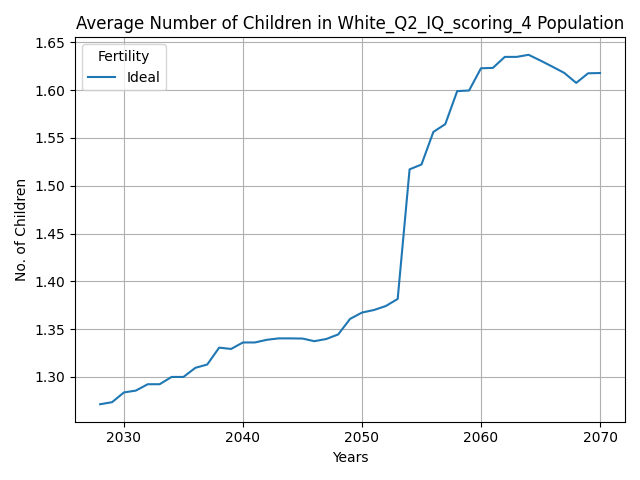 Average Number of Children in White_Q2_IQ_scoring_4 Population
Fertility
Ideal
No. of Children
1.65
1.60
1.55
1.50
1.45
1.40
1.35
1.30
2030 2040 2050 2060 2070
Years